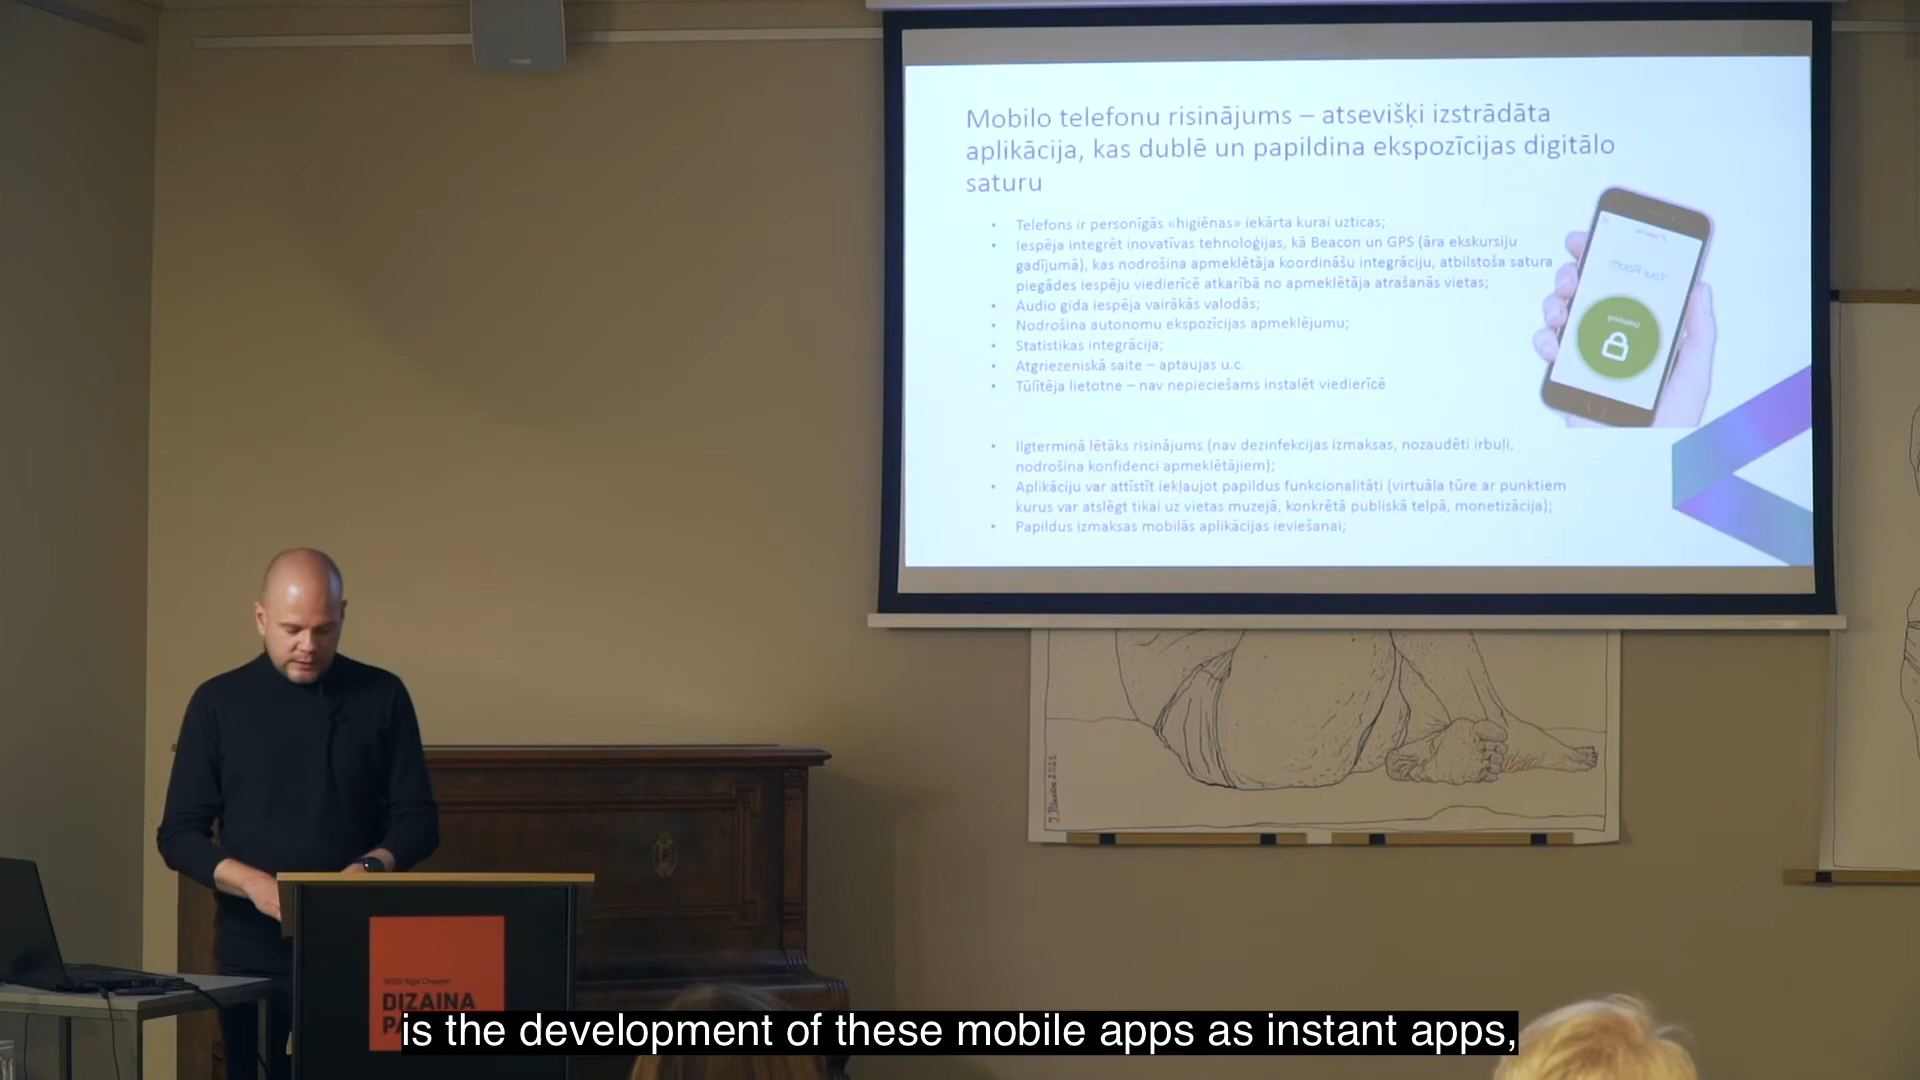 Mobilo telefonu risinājums – atsevišķi izstrādāta
aplikācija, kas dublē un papildina ekspozīcijas digitālo
saturu
• Telefons ir personīgās «higiēnas» iekārta kurai uzticas;
• Iespēja integrēt inovatīvas tehnoloģijas, kā Beacon un GPS (āra ekskursiju
gadījumā), kas nodrošina apmeklētāja koordināšu integrāciju, atbilstoša satura
piegādes iespēju viedierīcē atkarībā no apmeklētāja atrašanās vietas;
• Audio gida iespēja vairākās valodās;
• Nodrošina autonomu ekspozīcijas apmeklējumu;
• Statistikas integrācija;
• Atgriezeniskā saite – aptaujas u.c.
• Tūlītēja lietotne – nav nepieciešams instalēt viedierīcē
• Ilgtermiņā lētāks risinājums (nav dezinfekcijas izmaksas, nozaudēti irbuļi,
nodrošina konfidenci apmeklētājiem);
• Aplikāciju var attīstīt iekļaujot papildus funkcionalitāti (virtuāla tūre ar punktiem
kurus var atslēgt tikai uz vietas muzejā, konkrētā publiskā telpā, monetizācija);
• Papildus izmaksas mobilās aplikācijas ieviešanai;
Your Room
2021
DIZAINA
is the development of these mobile apps as instant apps,